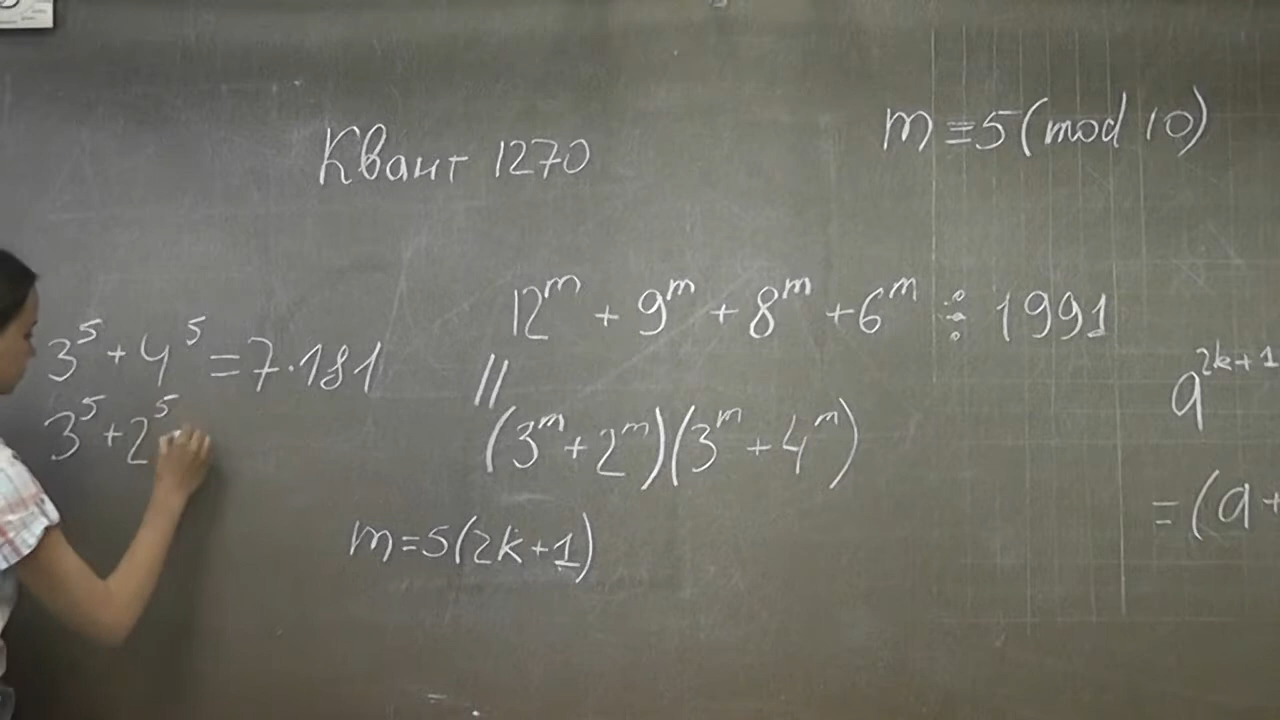 Квант 1270
m ≡ 5 (mod 10)
12^m + 9^m + 8^m + 6^m ⋮ 1991
//
(3^m + 2^m)(3^m + 4^m)
m = 5(2k+1)
3^5 + 4^5 = 7·181
3^5 + 2^5
a^{2k+1
= (a +